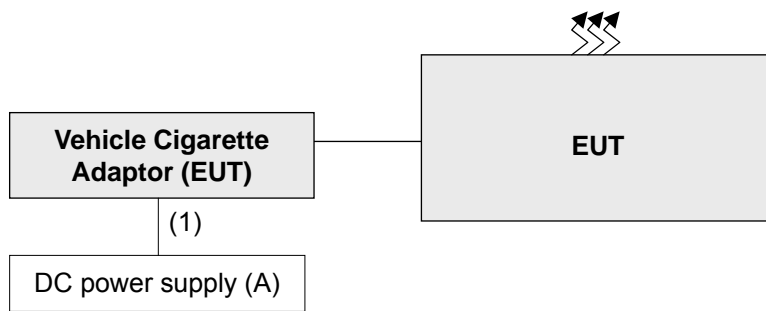 Vehicle Cigarette
Adaptor (EUT)
EUT
(1)
DC power supply (A)